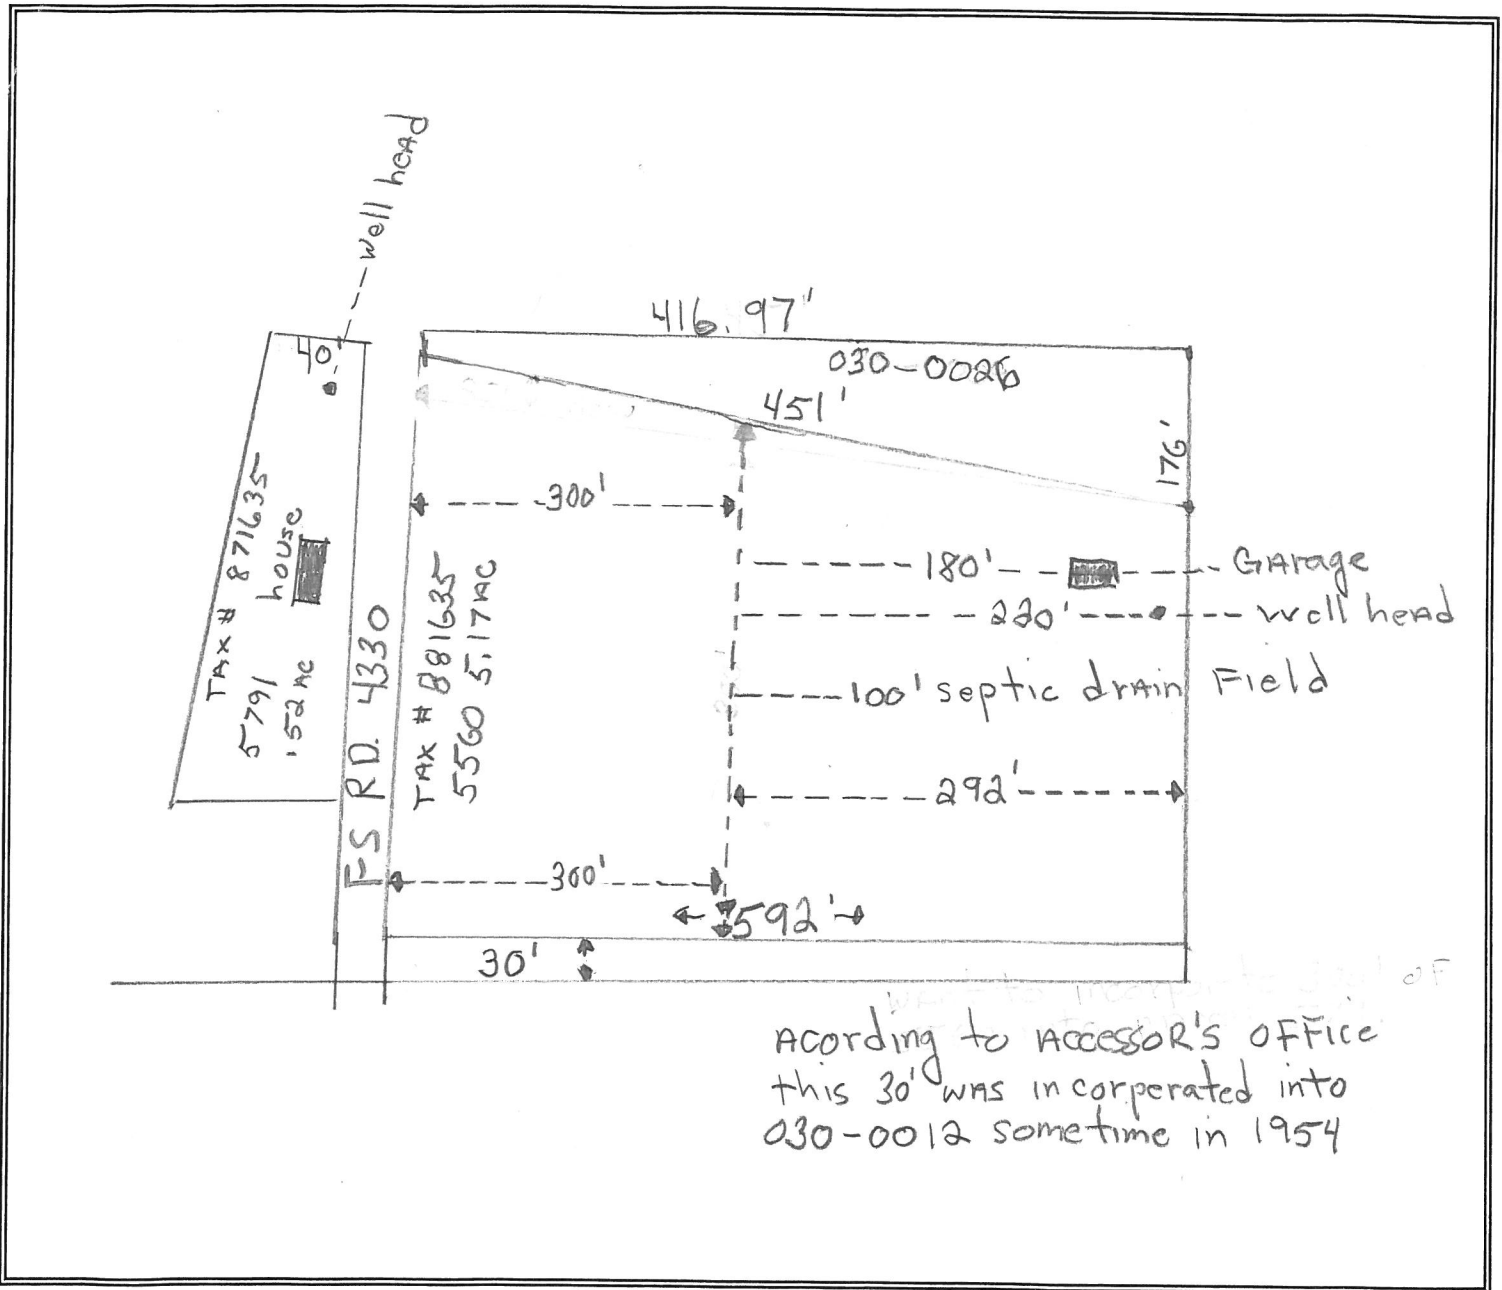 well head
416.97'
40'
030-0026
451'
176'
300'
TAX # 871635
house
5791
.152 AC
FS RD. 4330
TAX # 881635
5560 5.17 AC
180' GArage
220' well head
100' septic drAin Field
292'
300'
592'
30'
OF
Acording to Accessor's OFFice
this 30' wAs incorperated into
030-0012 sometime in 1954